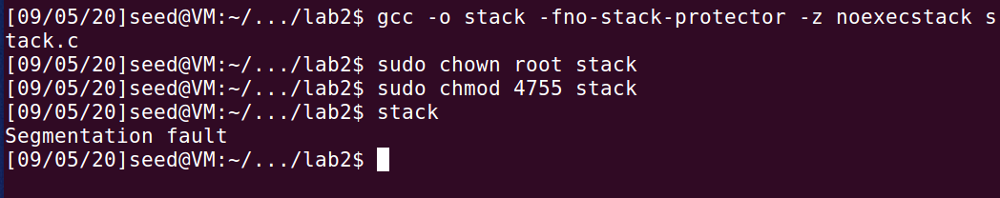 [09/05/20]seed@VM:~/.../lab2$ gcc -o stack -fno-stack-protector -z noexecstack s
tack.c
[09/05/20]seed@VM:~/.../lab2$ sudo chown root stack
[09/05/20]seed@VM:~/.../lab2$ sudo chmod 4755 stack
[09/05/20]seed@VM:~/.../lab2$ stack
Segmentation fault
[09/05/20]seed@VM:~/.../lab2$